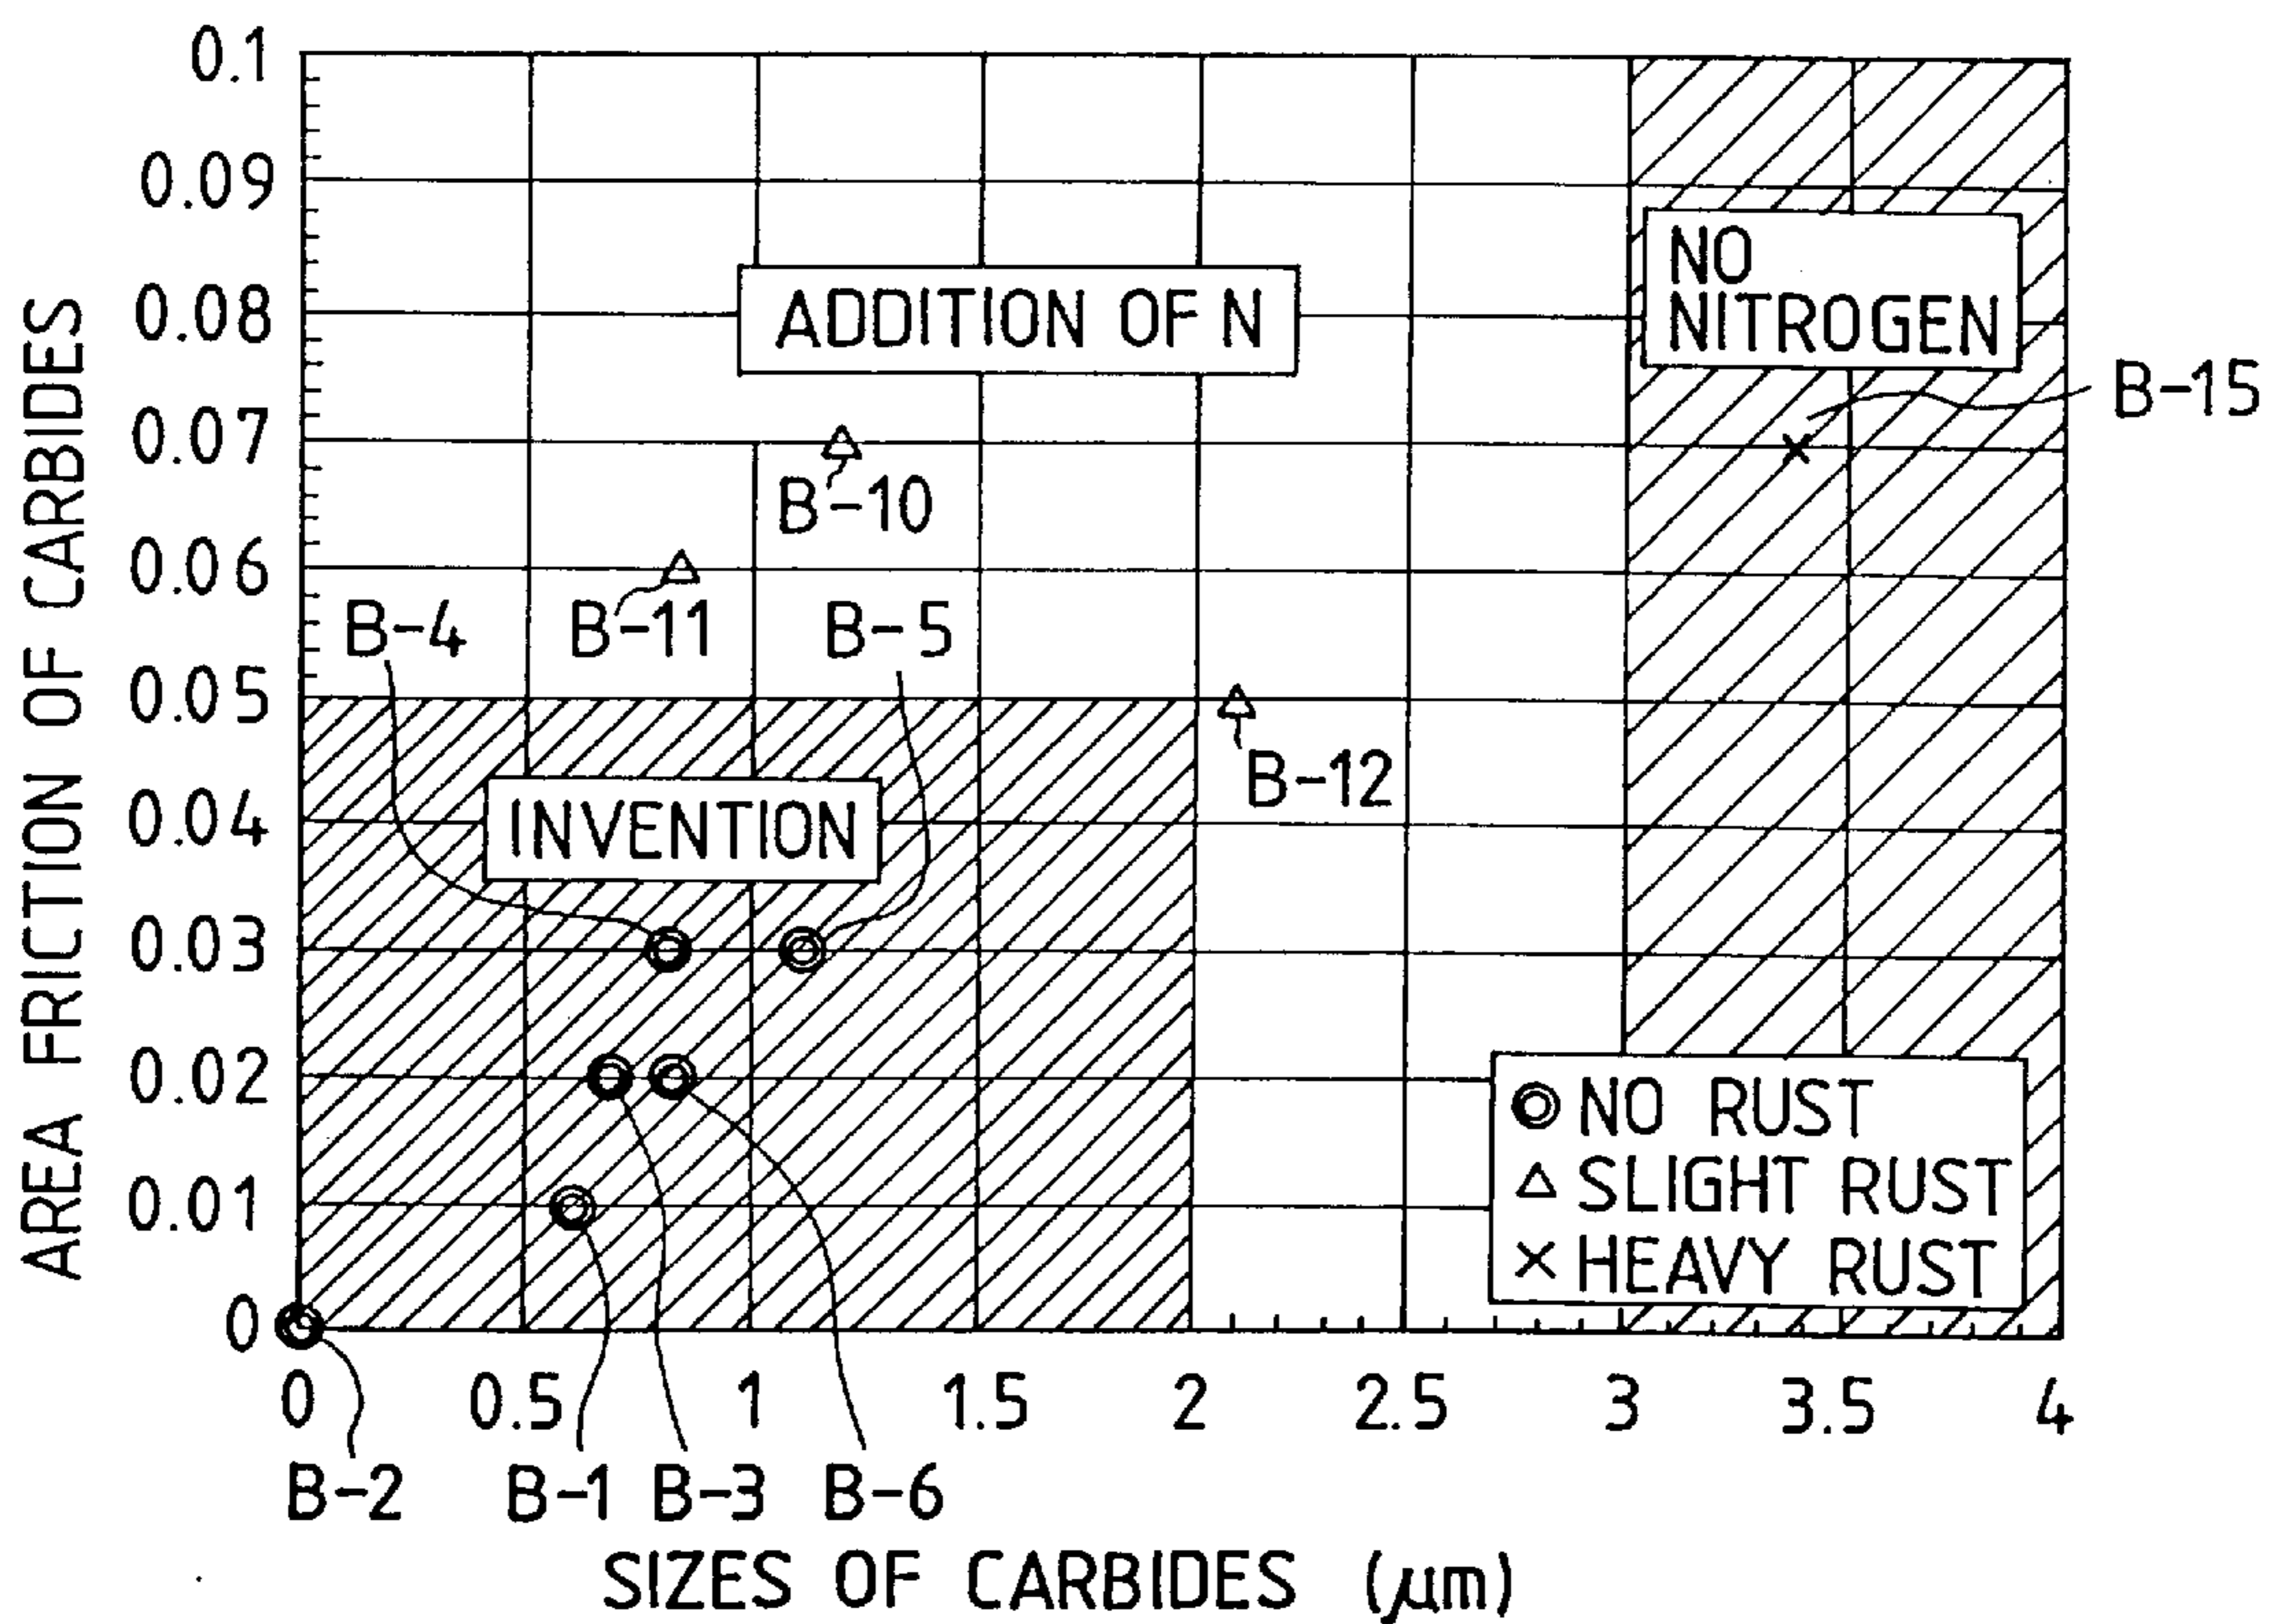 AREA FRICTION OF CARBIDES
0.1
0.09
0.08
0.07
0.06
0.05
0.04
0.03
0.02
0.01
0
ADDITION OF N
NO
NITROGEN
B-15
B-10
B-4
B-11
B-5
B-12
INVENTION
NO RUST
SLIGHT RUST
HEAVY RUST
0 0.5 1 1.5 2 2.5 3 3.5 4
B-2 B-1 B-3 B-6
SIZES OF CARBIDES (μm)